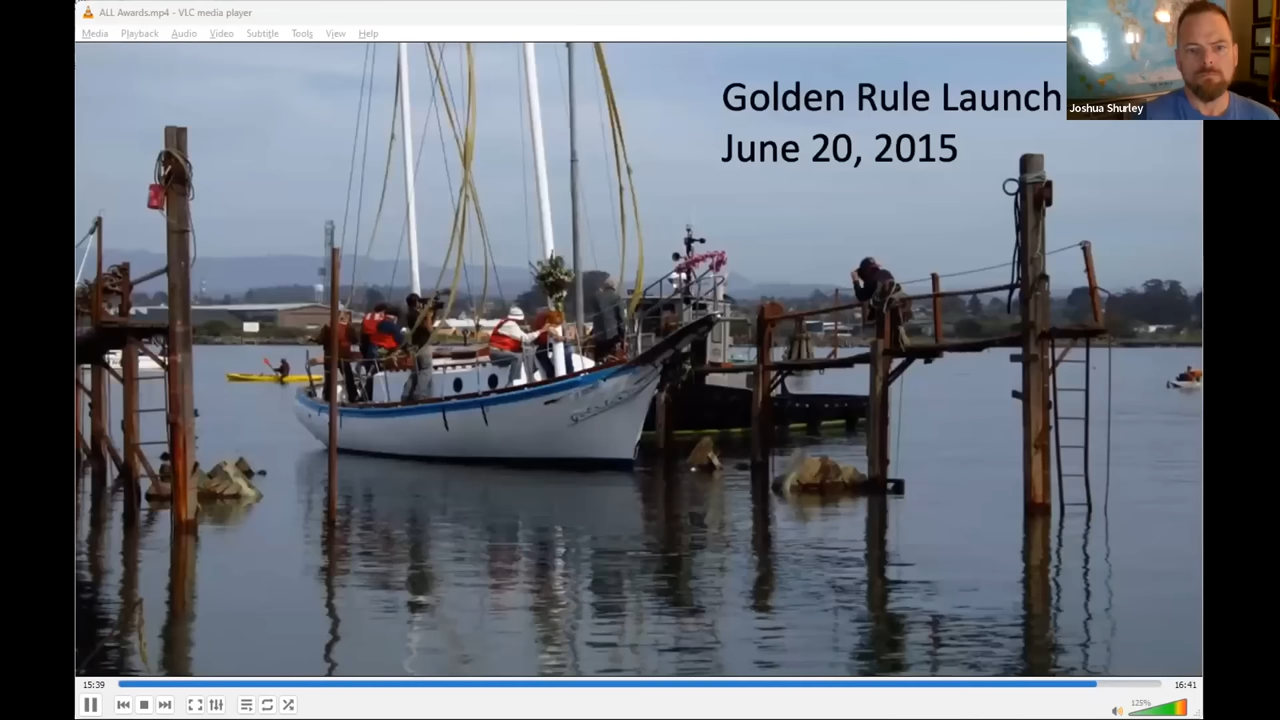 ALL Awards.mp4 - VLC media player
Media Playback Audio Video Subtitle Tools View Help
Golden Rule Launch
June 20, 2015
Joshua Shurley
15:39
16:41
125%